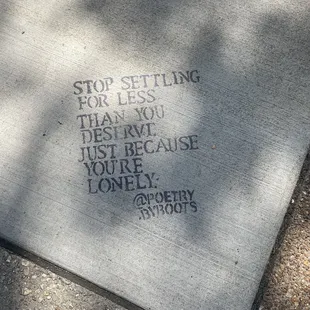 STOP SETTLING
FOR LESS
THAN YOU
DESERVE
JUST BECAUSE
YOU'RE
LONELY.
@POETRY
.BYBOOTS